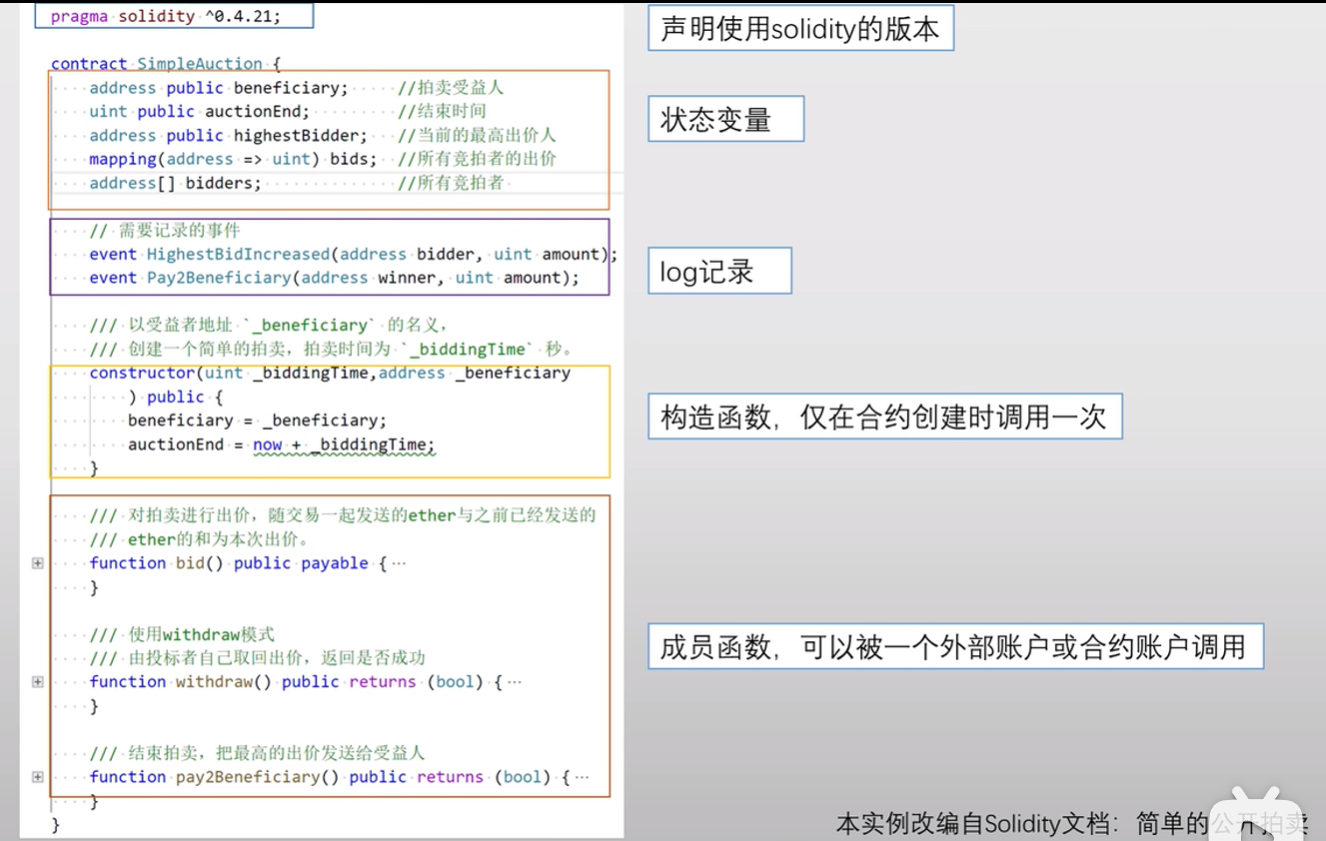 pragma solidity ^0.4.21;
声明使用solidity的版本
contract SimpleAuction {
address public beneficiary; //拍卖受益人
uint public auctionEnd; //结束时间
address public highestBidder; //当前的最高出价人
mapping(address => uint) bids; //所有竞拍者的出价
address[] bidders; //所有竞拍者
状态变量
// 需要记录的事件
event HighestBidIncreased(address bidder, uint amount);
event Pay2Beneficiary(address winner, uint amount);
log记录
/// 以受益者地址 `_beneficiary` 的名义,
/// 创建一个简单的拍卖, 拍卖时间为 `_biddingTime` 秒。
constructor(uint _biddingTime,address _beneficiary
) public {
beneficiary = _beneficiary;
auctionEnd = now + _biddingTime;
}
构造函数，仅在合约创建时调用一次
/// 对拍卖进行出价, 随交易一起发送的ether与之前已经发送的
/// ether的和为本次出价。
function bid() public payable { ···
}
/// 使用withdraw模式
/// 由投标者自己取回出价, 返回是否成功
function withdraw() public returns (bool) { ···
}
/// 结束拍卖, 把最高的出价发送给受益人
function pay2Beneficiary() public returns (bool) { ···
}
}
成员函数，可以被一个外部账户或合约账户调用
本实例改编自Solidity文档：简单的公开拍卖